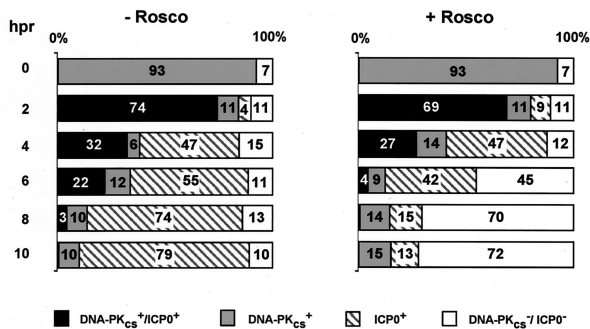 - Rosco + Rosco
hpr
0% 100% 0% 100%
0 93 7 93 7
2 74 11 4 11 69 11 9 11
4 32 6 47 15 27 14 47 12
6 22 12 55 11 4 9 42 45
8 3 10 74 13 14 15 70
10 10 79 10 15 13 72
DNA-PKcs+/ICP0+ DNA-PKcs+ ICP0+ DNA-PKcs-/ ICP0-